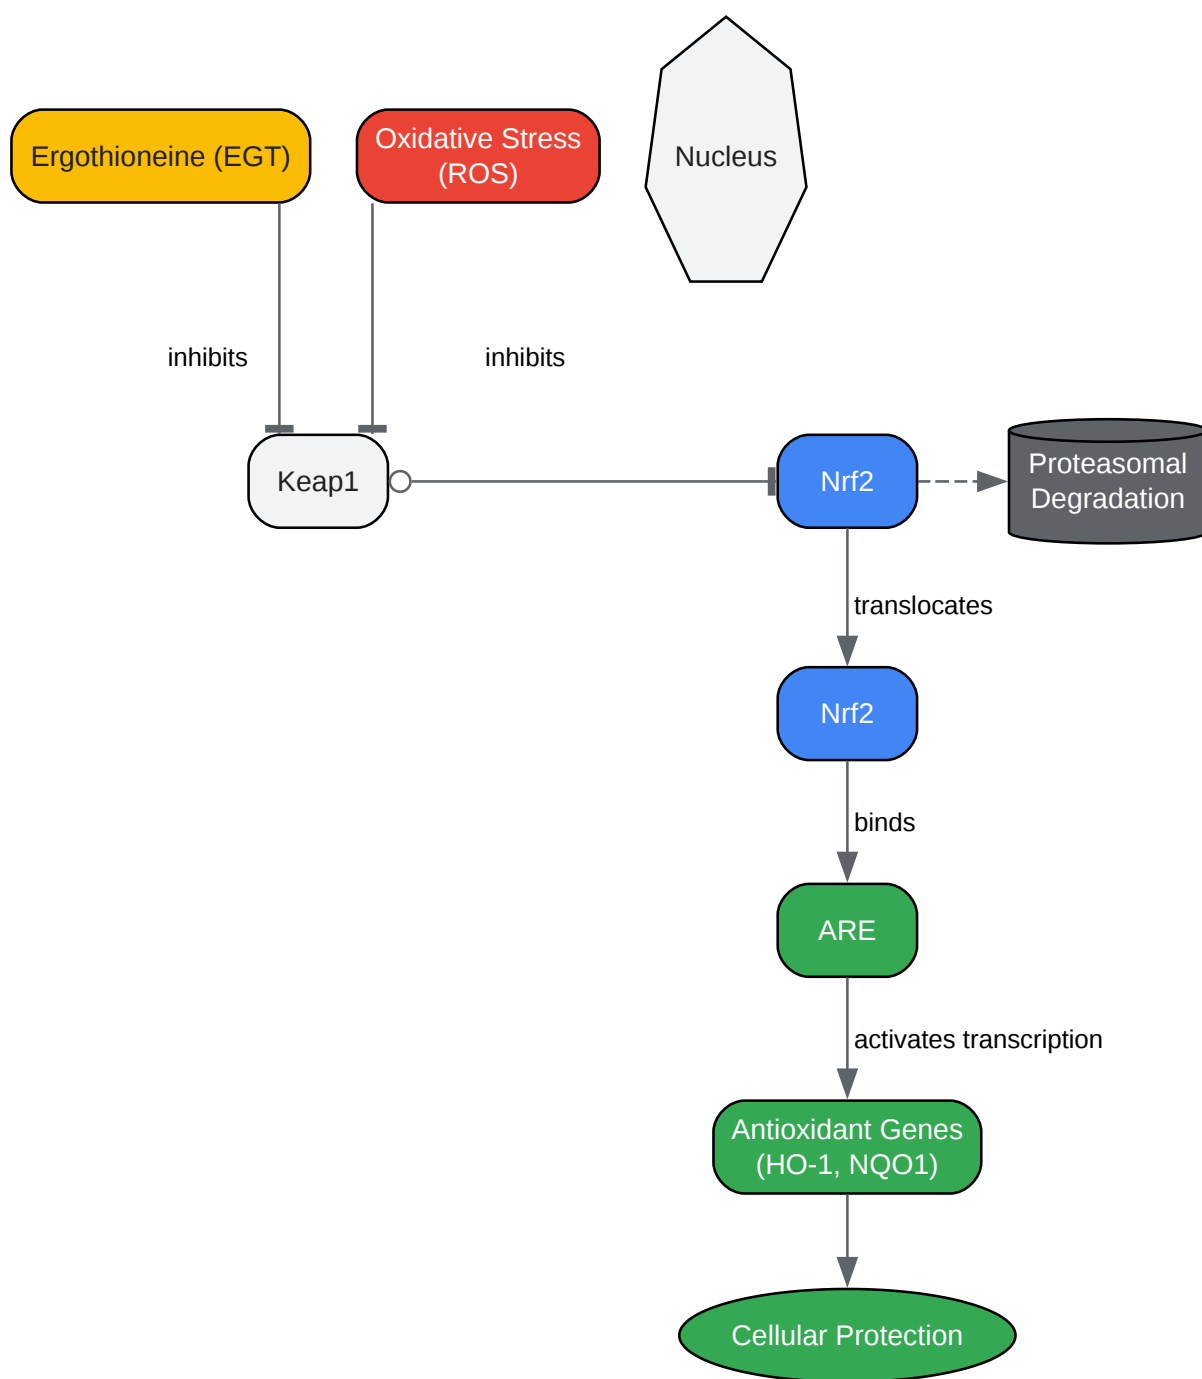 Ergothioneine (EGT)
Oxidative Stress
(ROS)
Nucleus
inhibits
inhibits
Keap1
Nrf2
Proteasomal
Degradation
translocates
Nrf2
binds
ARE
activates transcription
Antioxidant Genes
(HO-1, NQO1)
Cellular Protection